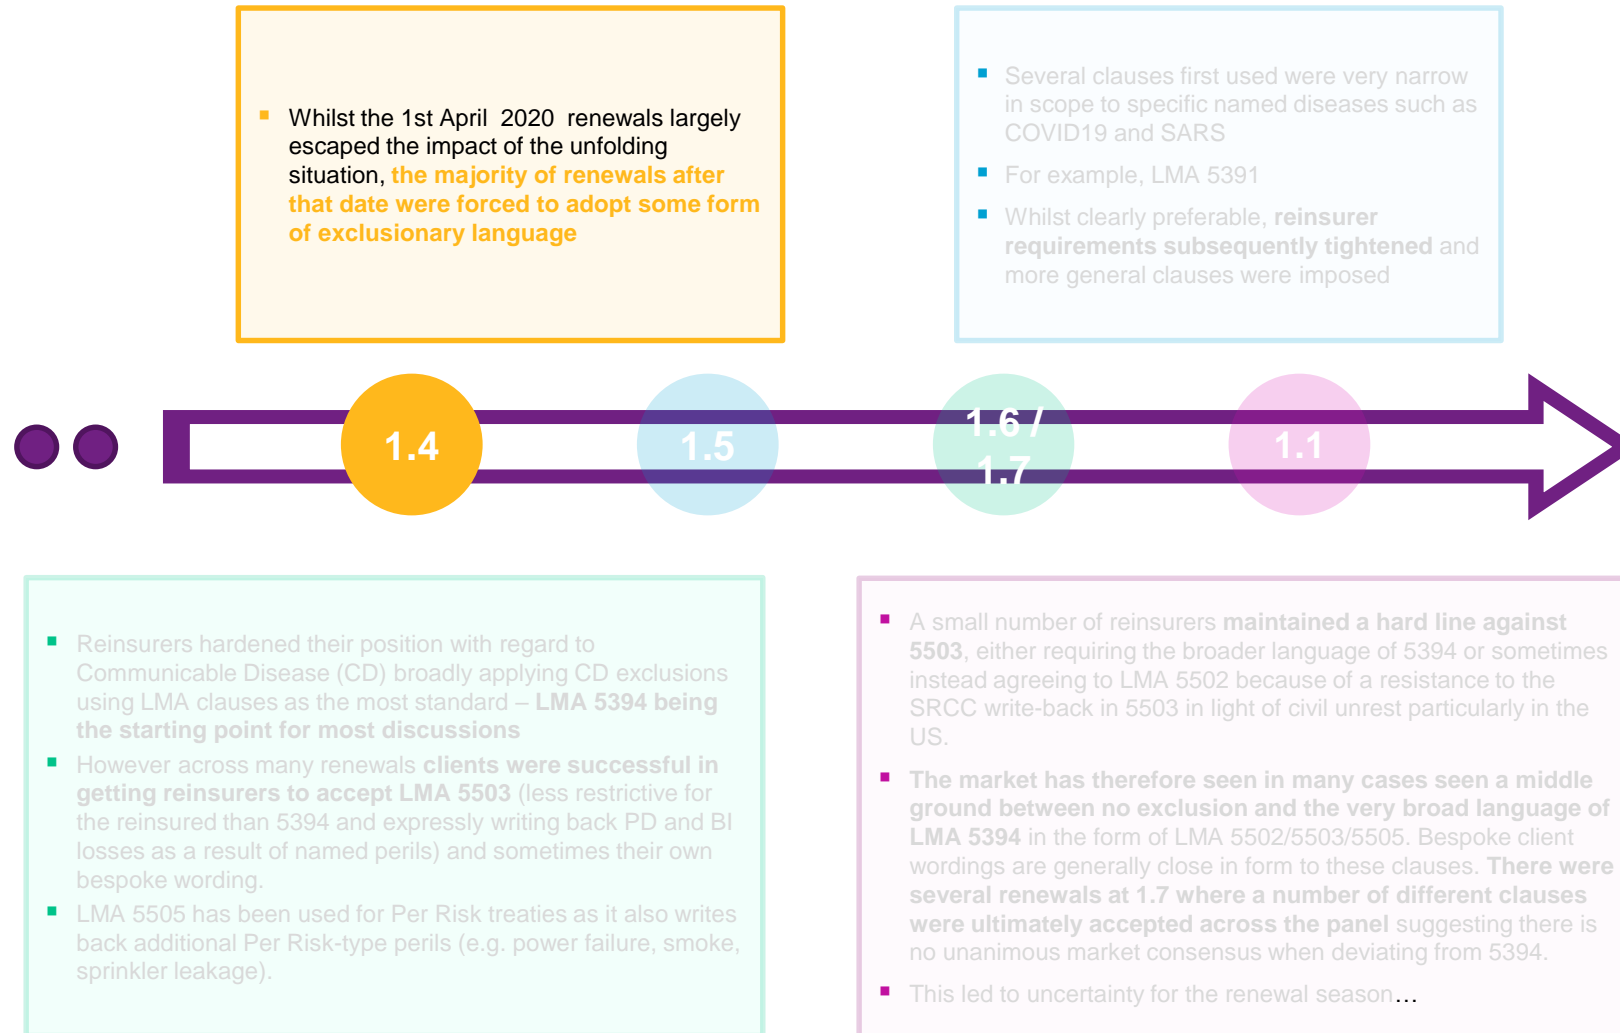 Whilst the 1st April 2020 renewals largely
escaped the impact of the unfolding
situation, the majority of renewals after
that date were forced to adopt some form
of exclusionary language
Several clauses first used were very narrow
in scope to specific named diseases such as
COVID19 and SARS
For example, LMA 5391
Whilst clearly preferable, reinsurer
requirements subsequently tightened and
more general clauses were imposed
1.4
1.5
1.6 /
1.7
1.1
Reinsurers hardened their position with regard to
Communicable Disease (CD) broadly applying CD exclusions
using LMA clauses as the most standard – LMA 5394 being
the starting point for most discussions
However across many renewals clients were successful in
getting reinsurers to accept LMA 5503 (less restrictive for
the reinsured than 5394 and expressly writing back PD and BI
losses as a result of named perils) and sometimes their own
bespoke wording.
LMA 5505 has been used for Per Risk treaties as it also writes
back additional Per Risk-type perils (e.g. power failure, smoke,
sprinkler leakage).
A small number of reinsurers maintained a hard line against
5503, either requiring the broader language of 5394 or sometimes
instead agreeing to LMA 5502 because of a resistance to the
SRCC write-back in 5503 in light of civil unrest particularly in the
US.
The market has therefore seen in many cases seen a middle
ground between no exclusion and the very broad language of
LMA 5394 in the form of LMA 5502/5503/5505. Bespoke client
wordings are generally close in form to these clauses. There were
several renewals at 1.7 where a number of different clauses
were ultimately accepted across the panel suggesting there is
no unanimous market consensus when deviating from 5394.
This led to uncertainty for the renewal season…